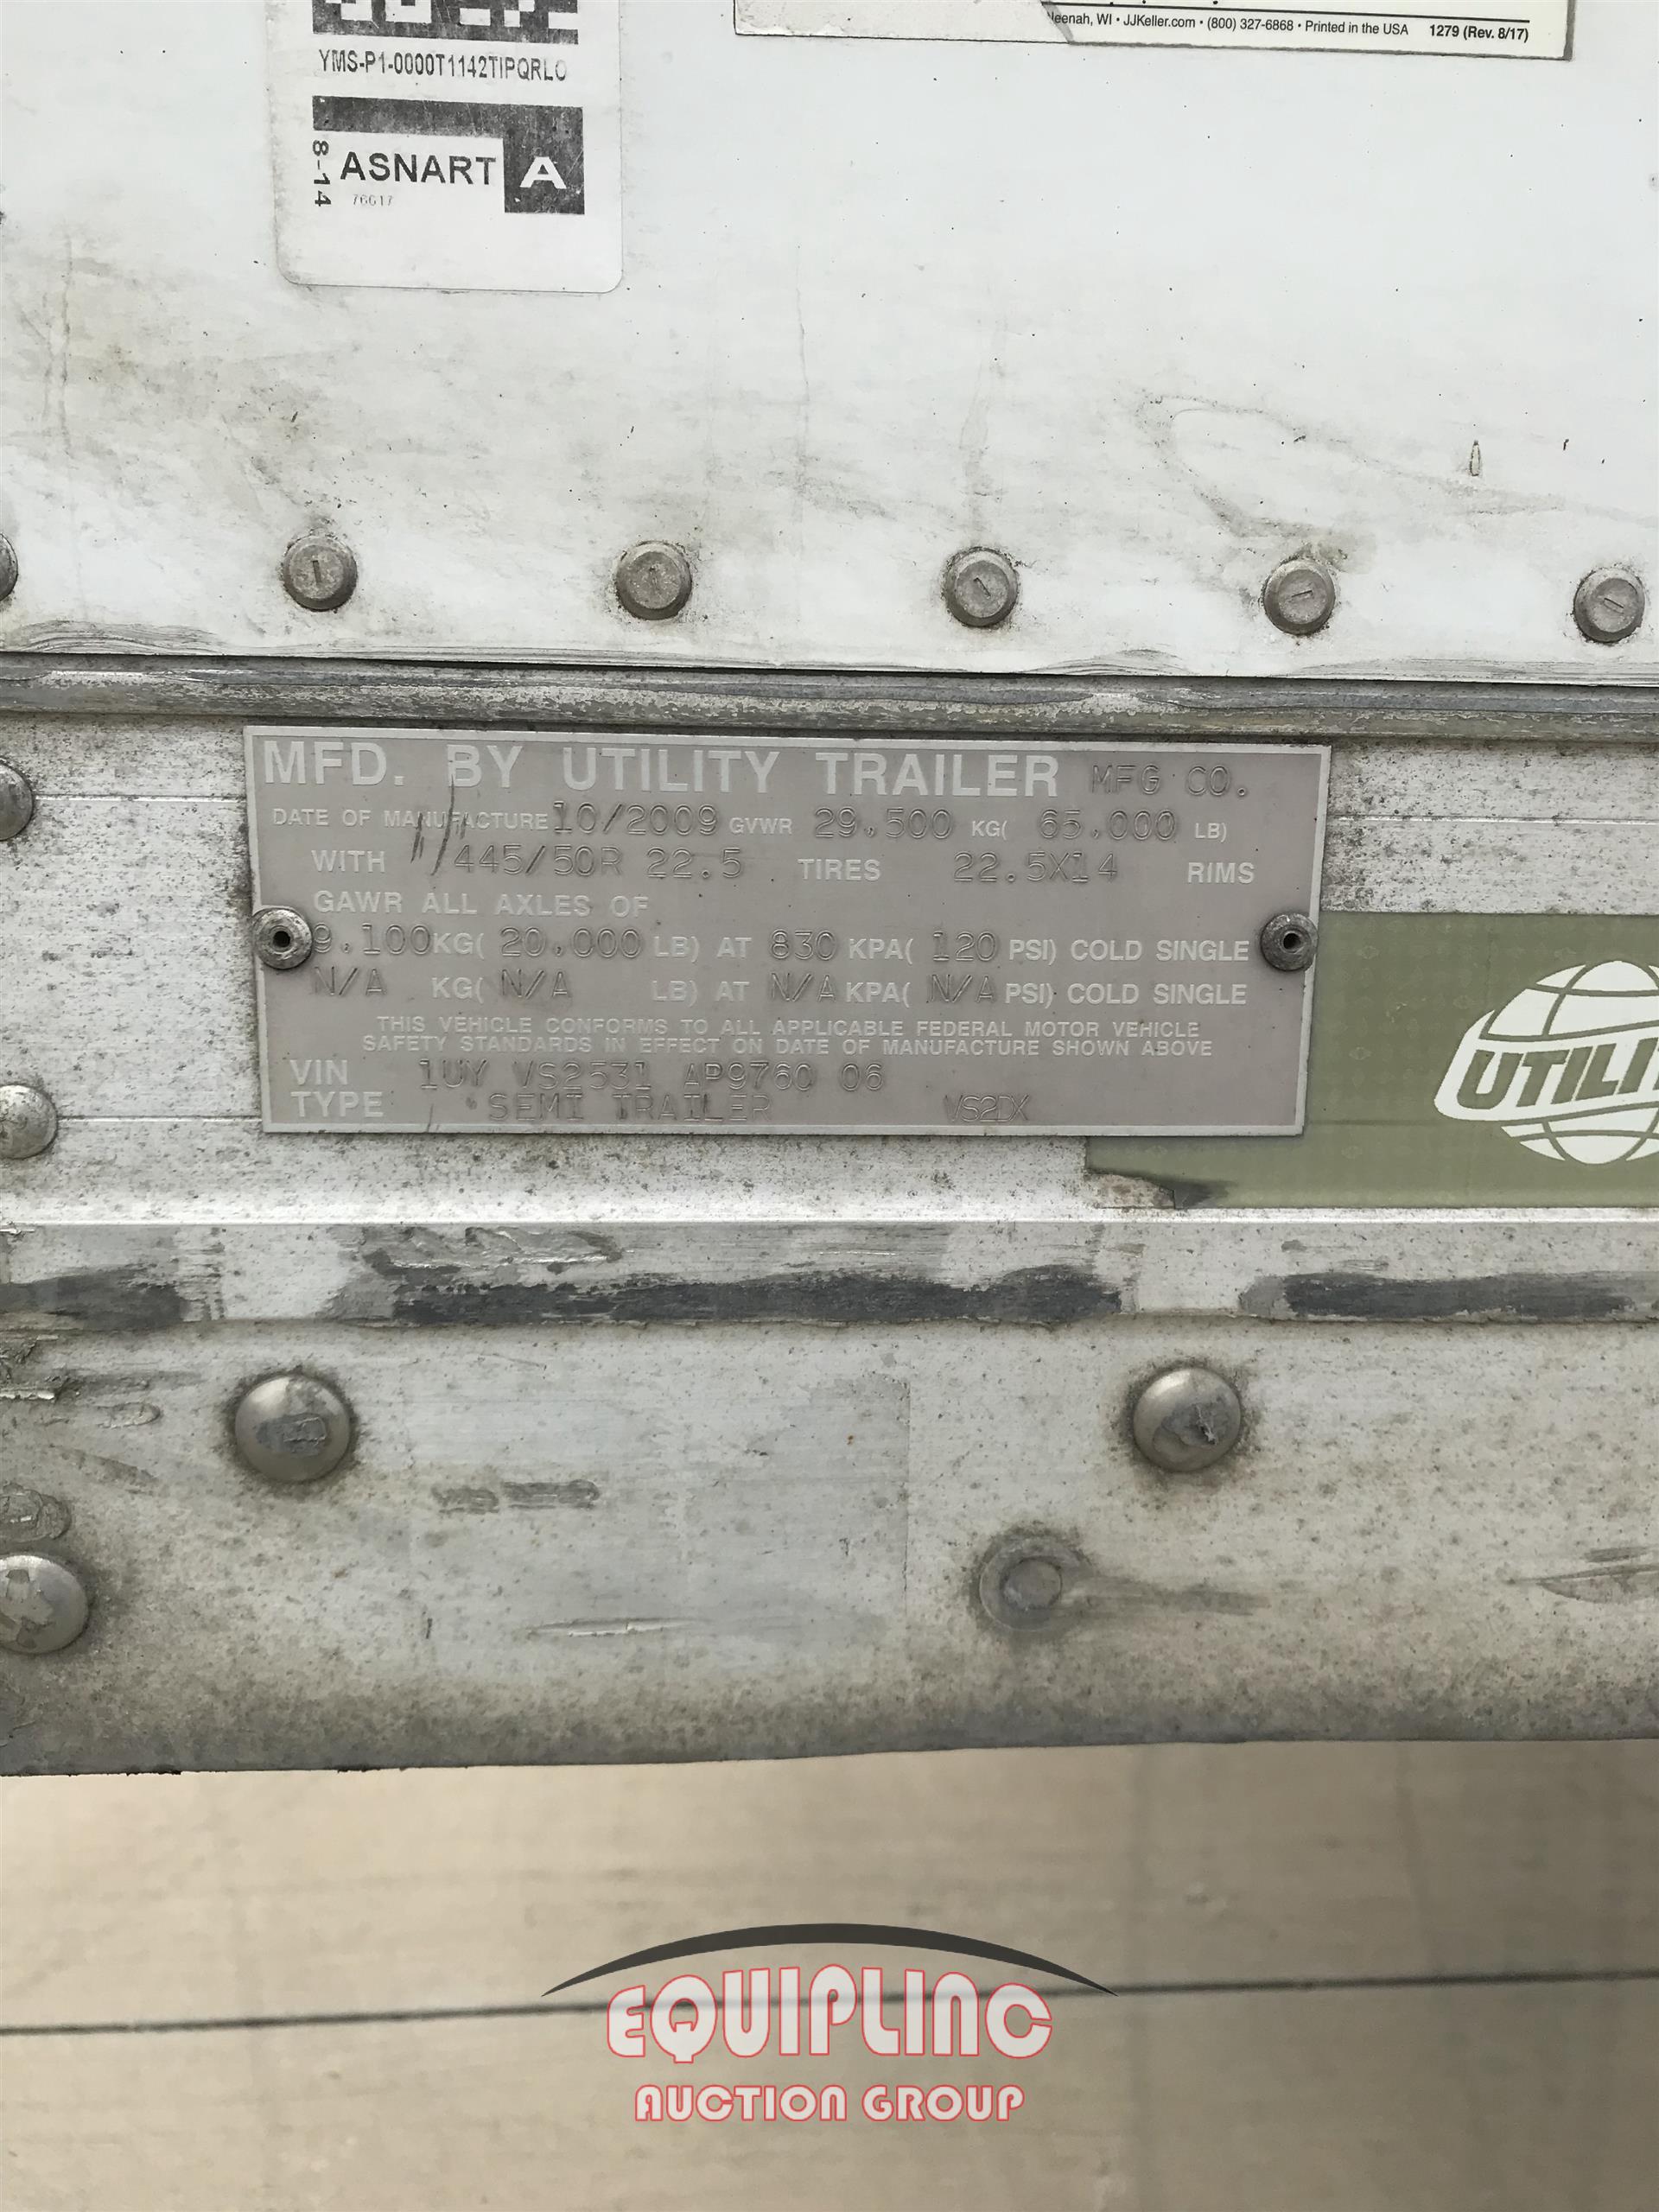 YMS-P1-0000T1142TIPQRLC
8-14
ASNART A
76617
Neenah, WI • JJKeller.com • (800) 327-6868 • Printed in the USA 1279 (Rev. 8/17)
MFD. BY UTILITY TRAILER MFG CO.
DATE OF MANUFACTURE 10/2009 GVWR 29,500 KG( 65,000 LB)
WITH 445/50R 22.5 TIRES 22.5X14 RIMS
GAWR ALL AXLES OF
9,100 KG( 20,000 LB) AT 830 KPA( 120 PSI) COLD SINGLE
N/A KG( N/A LB) AT N/A KPA( N/A PSI) COLD SINGLE
THIS VEHICLE CONFORMS TO ALL APPLICABLE FEDERAL MOTOR VEHICLE
SAFETY STANDARDS IN EFFECT ON DATE OF MANUFACTURE SHOWN ABOVE
VIN 1UY VS2531 AP9760 06
TYPE SEMI TRAILER VS2DX
UTILI
EQUIPLINC
AUCTION GROUP